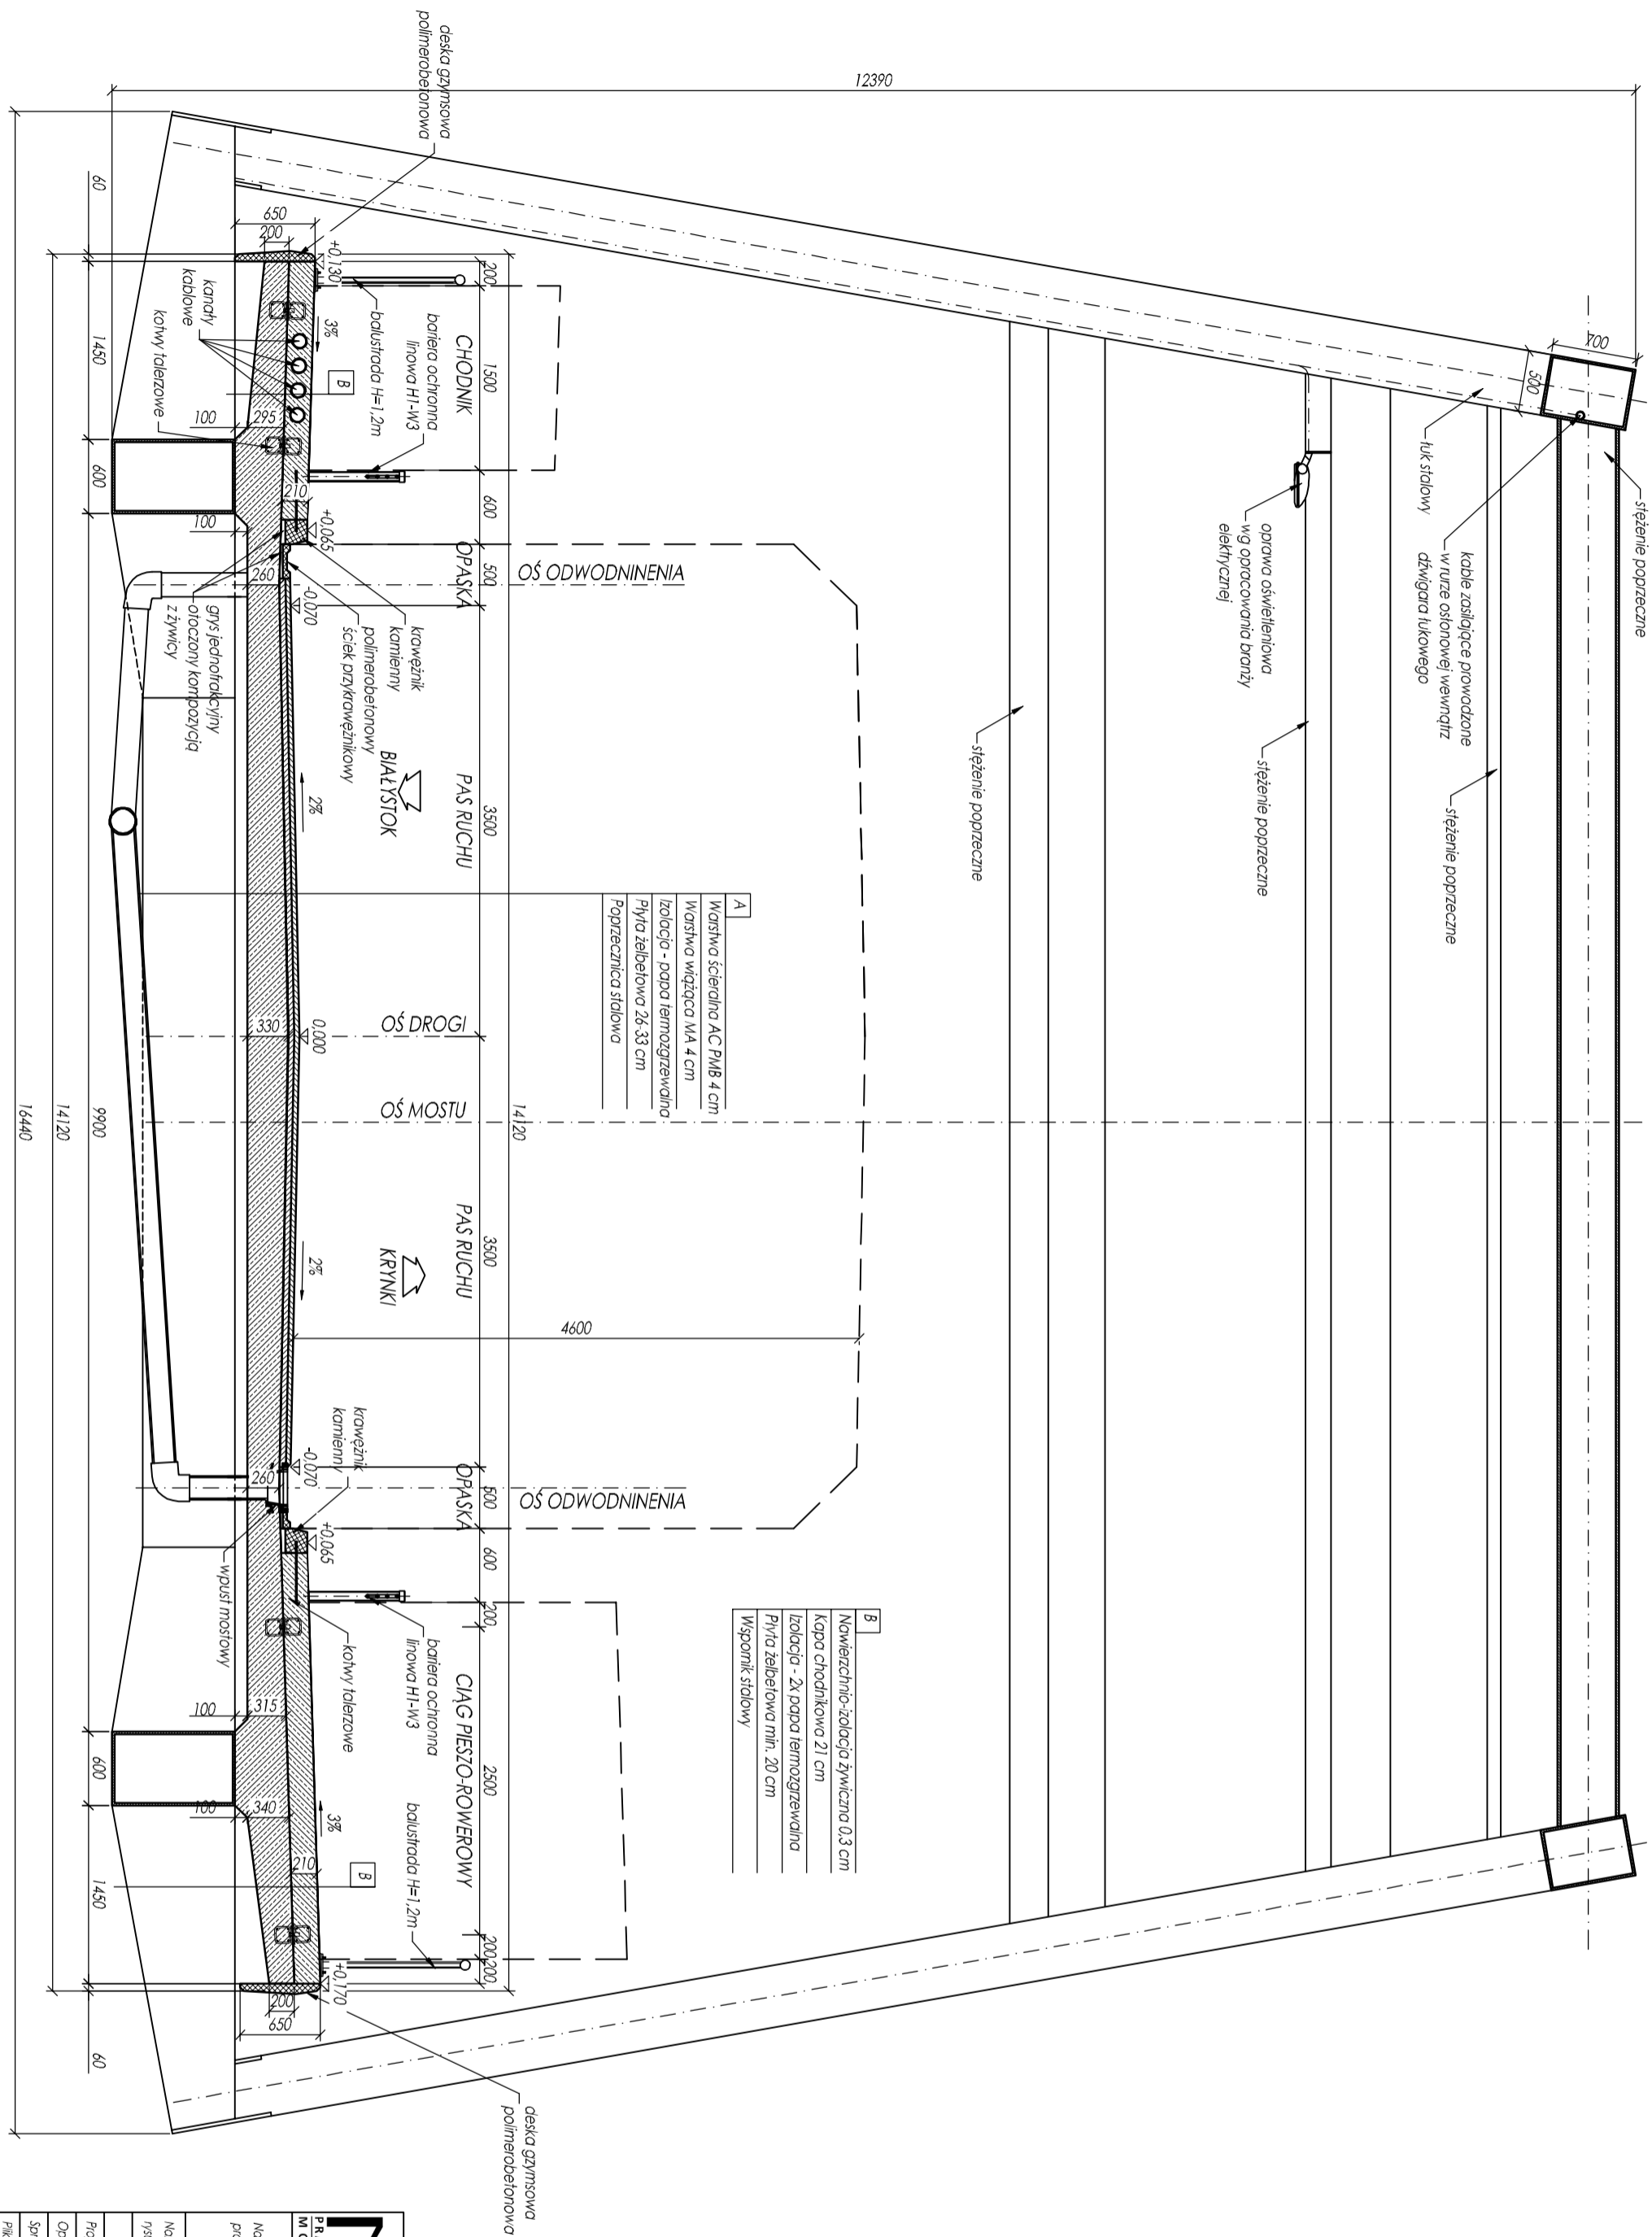 stężenie poprzeczne
kable zasilające prowadzone
w rurze osłonowej wewnątrz
dźwigara łukowego
łuk stalowy
700
500
stężenie poprzeczne
oprawa oświetleniowa
wg opracowania branży
elektrycznej
stężenie poprzeczne
stężenie poprzeczne
12390
deska gzymsowa
polimerobetonowa
A
Warstwa ścieralna AC PMB 4 cm
Warstwa wiążąca MA 4 cm
Izolacja - papa termozgrzewalna
Płyta żelbetowa 26-33 cm
Poprzecznica stalowa
B
Nawierzchnio-izolacja żywiczna 0,3 cm
Kapa chodnikowa 21 cm
Izolacja - 2x papa termozgrzewalna
Płyta żelbetowa min. 20 cm
Wspornik stalowy
4600
14120
200
1500
600
500
3500
3500
500
600
200
2500
200
200
CHODNIK
OPASKA
OŚ ODWODNINENIA
PAS RUCHU
OŚ DROGI
OŚ MOSTU
PAS RUCHU
OŚ ODWODNINENIA
OPASKA
CIĄG PIESZO-ROWEROWY
BIAŁYSTOK
KRYNKI
bariera ochronna
linowa H1-W3
balustrada H=1,2m
krawężnik
kamienny
polimerobetonowy
ściek przykrawężnikowy
krawężnik
kamienny
bariera ochronna
linowa H1-W3
balustrada H=1,2m
kotwy talerzowe
deska gzymsowa
polimerobetonowa
+0,130
3%
B
+0,065
-0,070
2%
0,000
2%
-0,070
+0,065
3%
B
+0,170
650
200
100
295
210
100
260
330
260
100
315
100
340
210
200
650
kanały
kablowe
kotwy talerzowe
grys jednofrakcyjny
otoczony kompozycją
z żywicy
wpust mostowy
60
1450
600
9900
600
1450
60
14120
16440